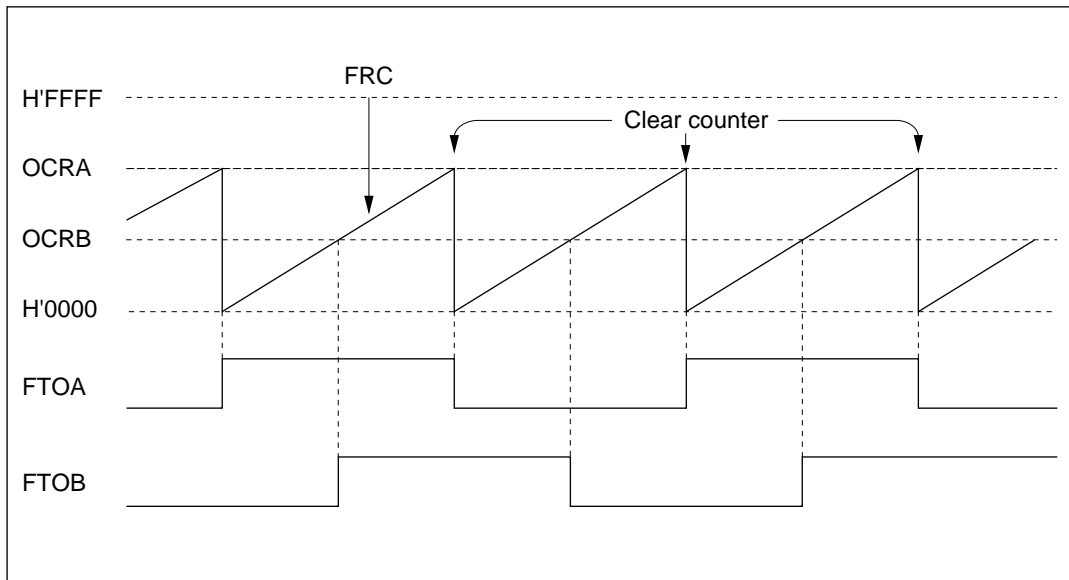 FRC
H'FFFF
Clear counter
OCRA
OCRB
H'0000
FTOA
FTOB